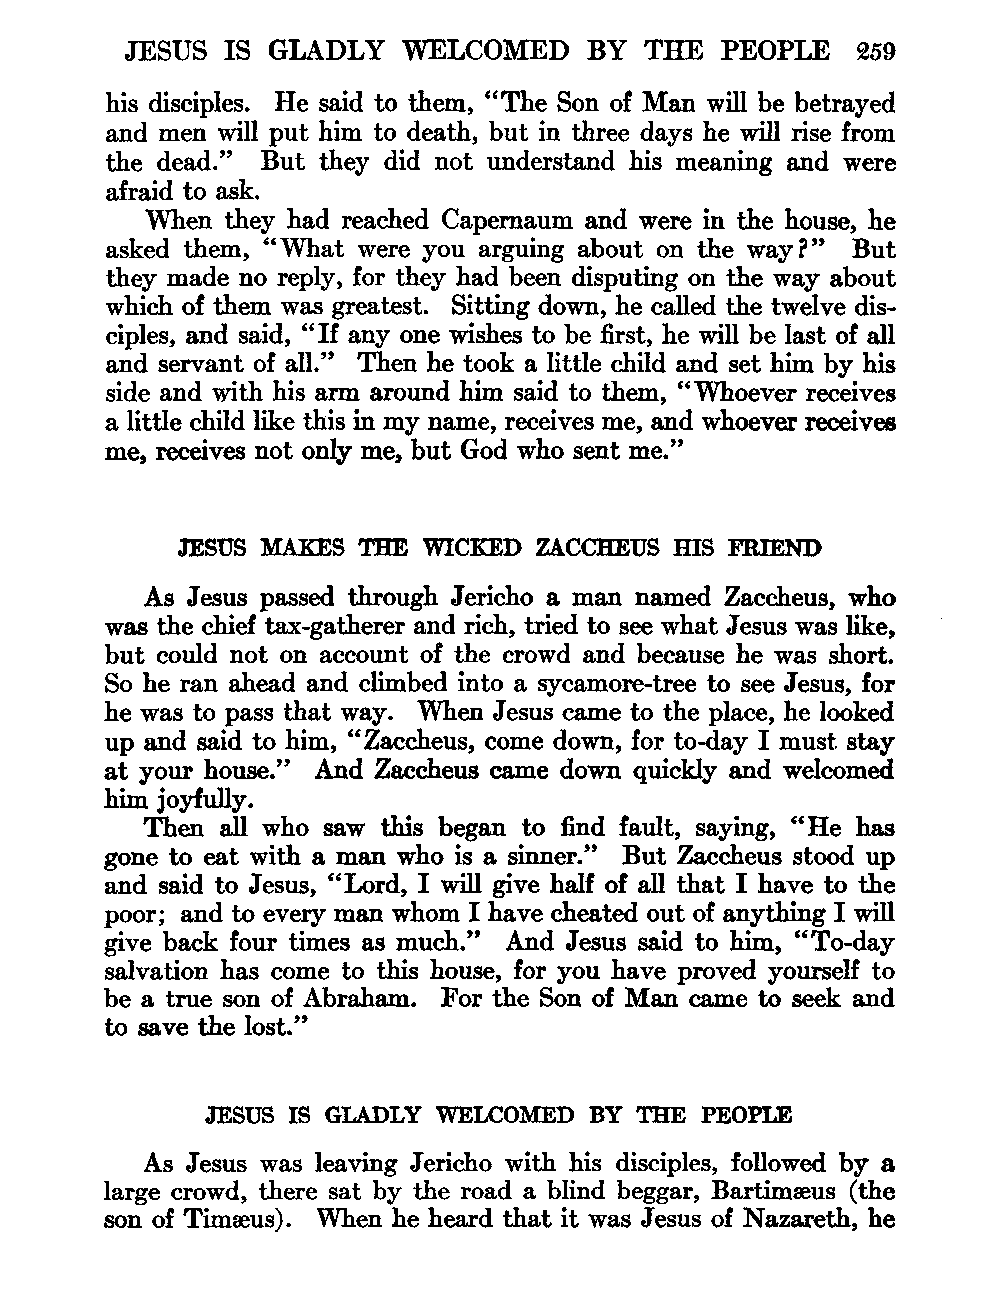 JESUS IS GLADLY WELCOMED BY THE PEOPLE 259
his disciples. He said to them, “The Son of Man will be betrayed
and men will put him to death, but in three days he will rise from
the dead.” But they did not understand his meaning and were
afraid to ask.
When they had reached Capernaum and were in the house, he
asked them, “What were you arguing about on the way?” But
they made no reply, for they had been disputing on the way about
which of them was greatest. Sitting down, he called the twelve dis-
ciples, and said, “If any one wishes to be first, he will be last of all
and servant of all.” Then he took a little child and set him by his
side and with his arm around him said to them, “Whoever receives
a little child like this in my name, receives me, and whoever receives
me, receives not only me, but God who sent me.”
JESUS MAKES THE WICKED ZACCHEUS HIS FRIEND
As Jesus passed through Jericho a man named Zaccheus, who
was the chief tax-gatherer and rich, tried to see what Jesus was like,
but could not on account of the crowd and because he was short.
So he ran ahead and climbed into a sycamore-tree to see Jesus, for
he was to pass that way. When Jesus came to the place, he looked
up and said to him, “Zaccheus, come down, for to-day I must stay
at your house.” And Zaccheus came down quickly and welcomed
him joyfully.
Then all who saw this began to find fault, saying, “He has
gone to eat with a man who is a sinner.” But Zaccheus stood up
and said to Jesus, “Lord, I will give half of all that I have to the
poor; and to every man whom I have cheated out of anything I will
give back four times as much.” And Jesus said to him, “To-day
salvation has come to this house, for you have proved yourself to
be a true son of Abraham. For the Son of Man came to seek and
to save the lost.”
JESUS IS GLADLY WELCOMED BY THE PEOPLE
As Jesus was leaving Jericho with his disciples, followed by a
large crowd, there sat by the road a blind beggar, Bartimæus (the
son of Timæus). When he heard that it was Jesus of Nazareth, he